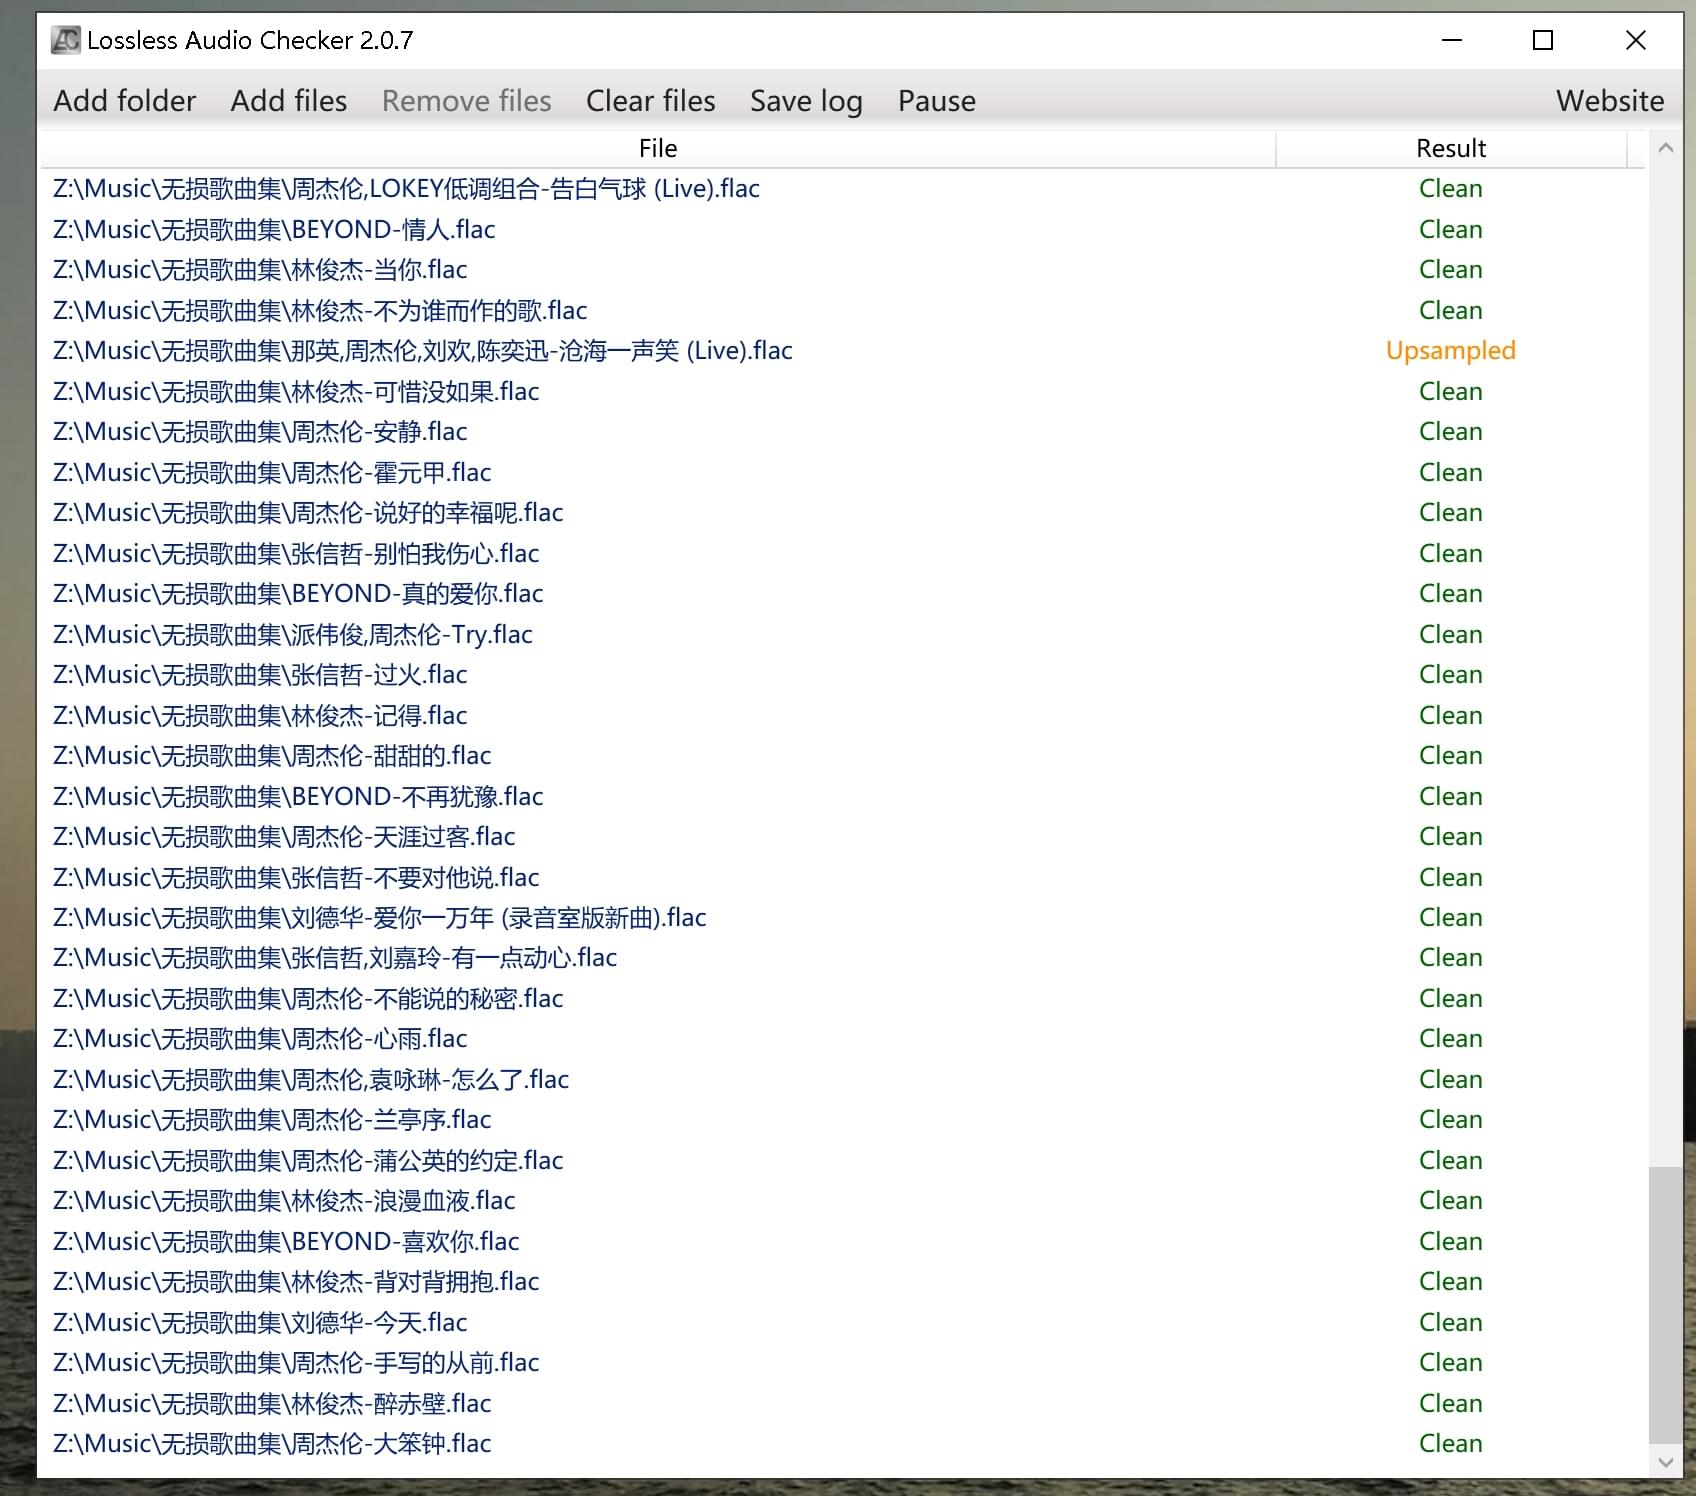 Lossless Audio Checker 2.0.7
Add folder Add files Remove files Clear files Save log Pause Website
File Result
Z:\Music\无损歌曲集\周杰伦,LOKEY低调组合-告白气球 (Live).flac Clean
Z:\Music\无损歌曲集\BEYOND-情人.flac Clean
Z:\Music\无损歌曲集\林俊杰-当你.flac Clean
Z:\Music\无损歌曲集\林俊杰-不为谁而作的歌.flac Clean
Z:\Music\无损歌曲集\那英,周杰伦,刘欢,陈奕迅-沧海一声笑 (Live).flac Upsampled
Z:\Music\无损歌曲集\林俊杰-可惜没如果.flac Clean
Z:\Music\无损歌曲集\周杰伦-安静.flac Clean
Z:\Music\无损歌曲集\周杰伦-霍元甲.flac Clean
Z:\Music\无损歌曲集\周杰伦-说好的幸福呢.flac Clean
Z:\Music\无损歌曲集\张信哲-别怕我伤心.flac Clean
Z:\Music\无损歌曲集\BEYOND-真的爱你.flac Clean
Z:\Music\无损歌曲集\派伟俊,周杰伦-Try.flac Clean
Z:\Music\无损歌曲集\张信哲-过火.flac Clean
Z:\Music\无损歌曲集\林俊杰-记得.flac Clean
Z:\Music\无损歌曲集\周杰伦-甜甜的.flac Clean
Z:\Music\无损歌曲集\BEYOND-不再犹豫.flac Clean
Z:\Music\无损歌曲集\周杰伦-天涯过客.flac Clean
Z:\Music\无损歌曲集\张信哲-不要对他说.flac Clean
Z:\Music\无损歌曲集\刘德华-爱你一万年 (录音室版新曲).flac Clean
Z:\Music\无损歌曲集\张信哲,刘嘉玲-有一点动心.flac Clean
Z:\Music\无损歌曲集\周杰伦-不能说的秘密.flac Clean
Z:\Music\无损歌曲集\周杰伦-心雨.flac Clean
Z:\Music\无损歌曲集\周杰伦,袁咏琳-怎么了.flac Clean
Z:\Music\无损歌曲集\周杰伦-兰亭序.flac Clean
Z:\Music\无损歌曲集\周杰伦-蒲公英的约定.flac Clean
Z:\Music\无损歌曲集\林俊杰-浪漫血液.flac Clean
Z:\Music\无损歌曲集\BEYOND-喜欢你.flac Clean
Z:\Music\无损歌曲集\林俊杰-背对背拥抱.flac Clean
Z:\Music\无损歌曲集\刘德华-今天.flac Clean
Z:\Music\无损歌曲集\周杰伦-手写的从前.flac Clean
Z:\Music\无损歌曲集\林俊杰-醉赤壁.flac Clean
Z:\Music\无损歌曲集\周杰伦-大笨钟.flac Clean